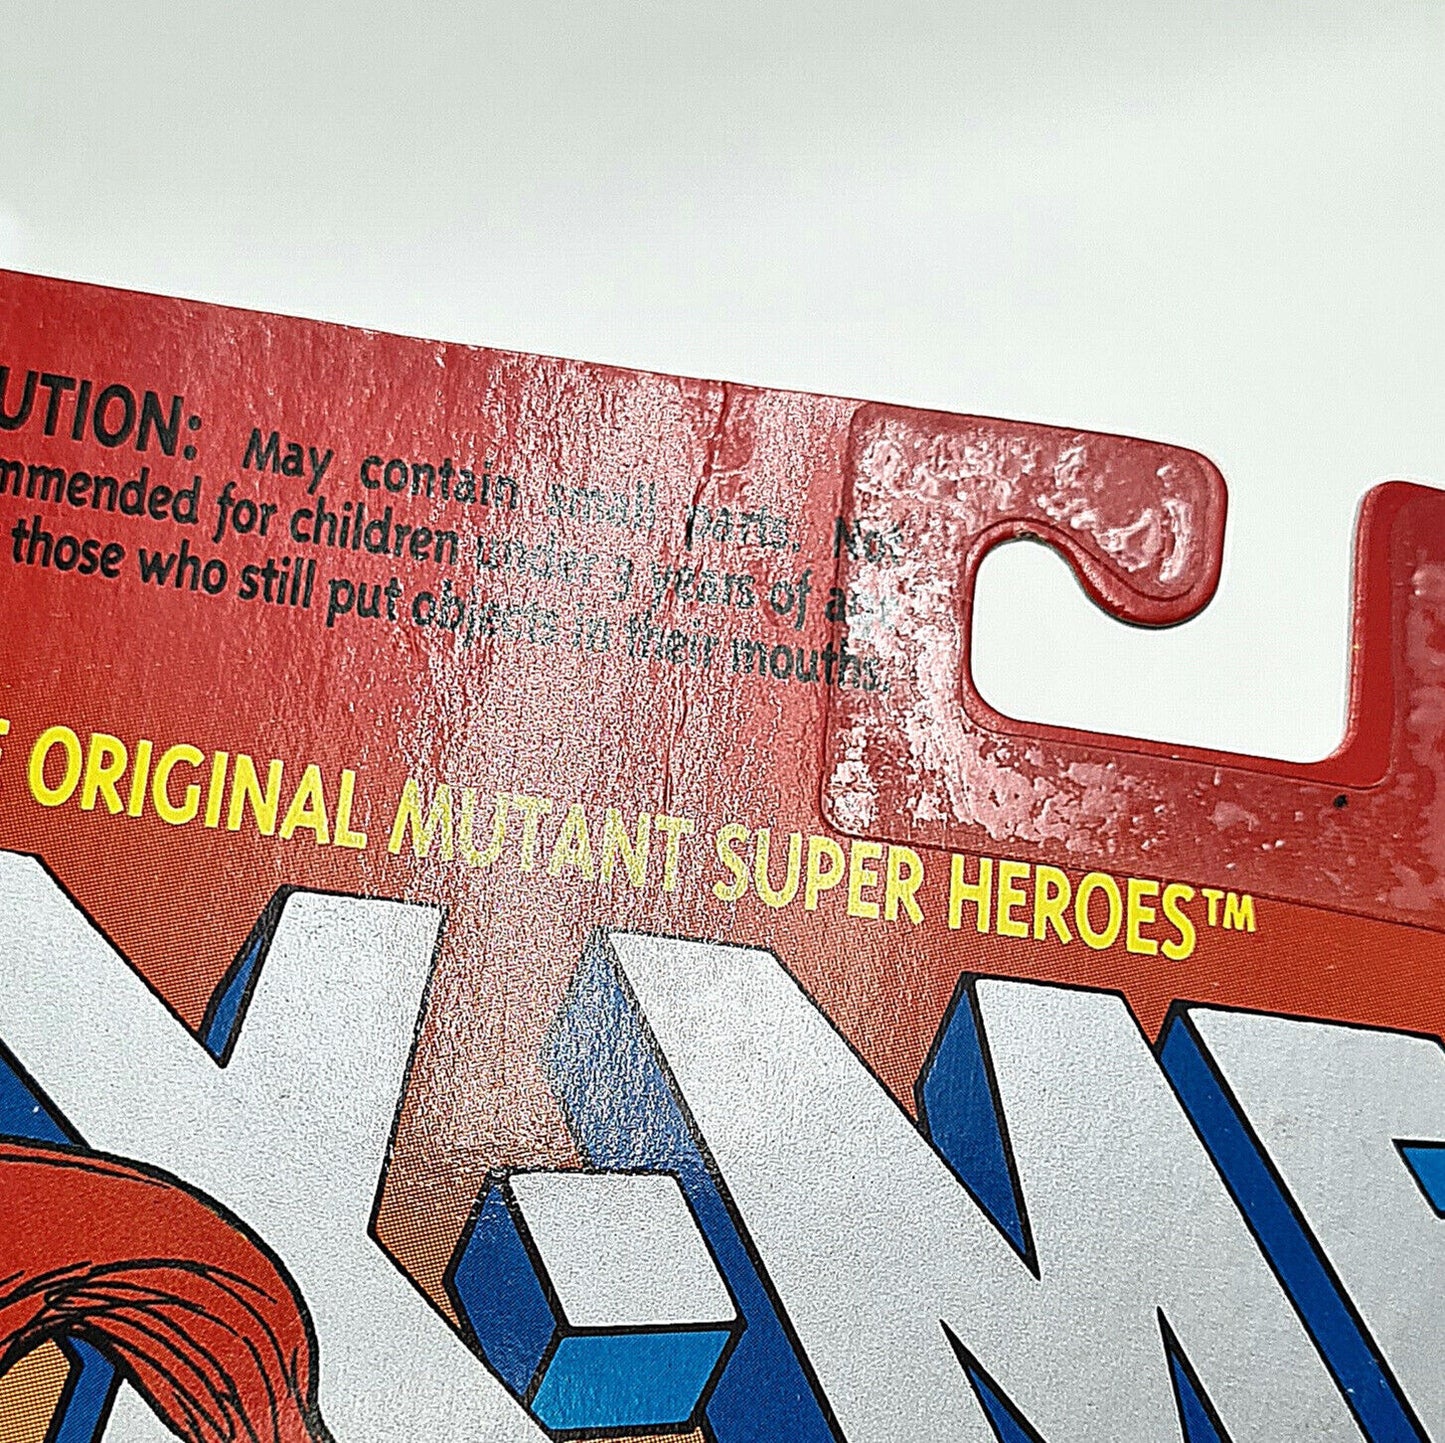 UTION: May contain small parts. Not
mmended for children under 3 years of age
those who still put objects in their mouths.
ORIGINAL MUTANT SUPER HEROES™
X-ME